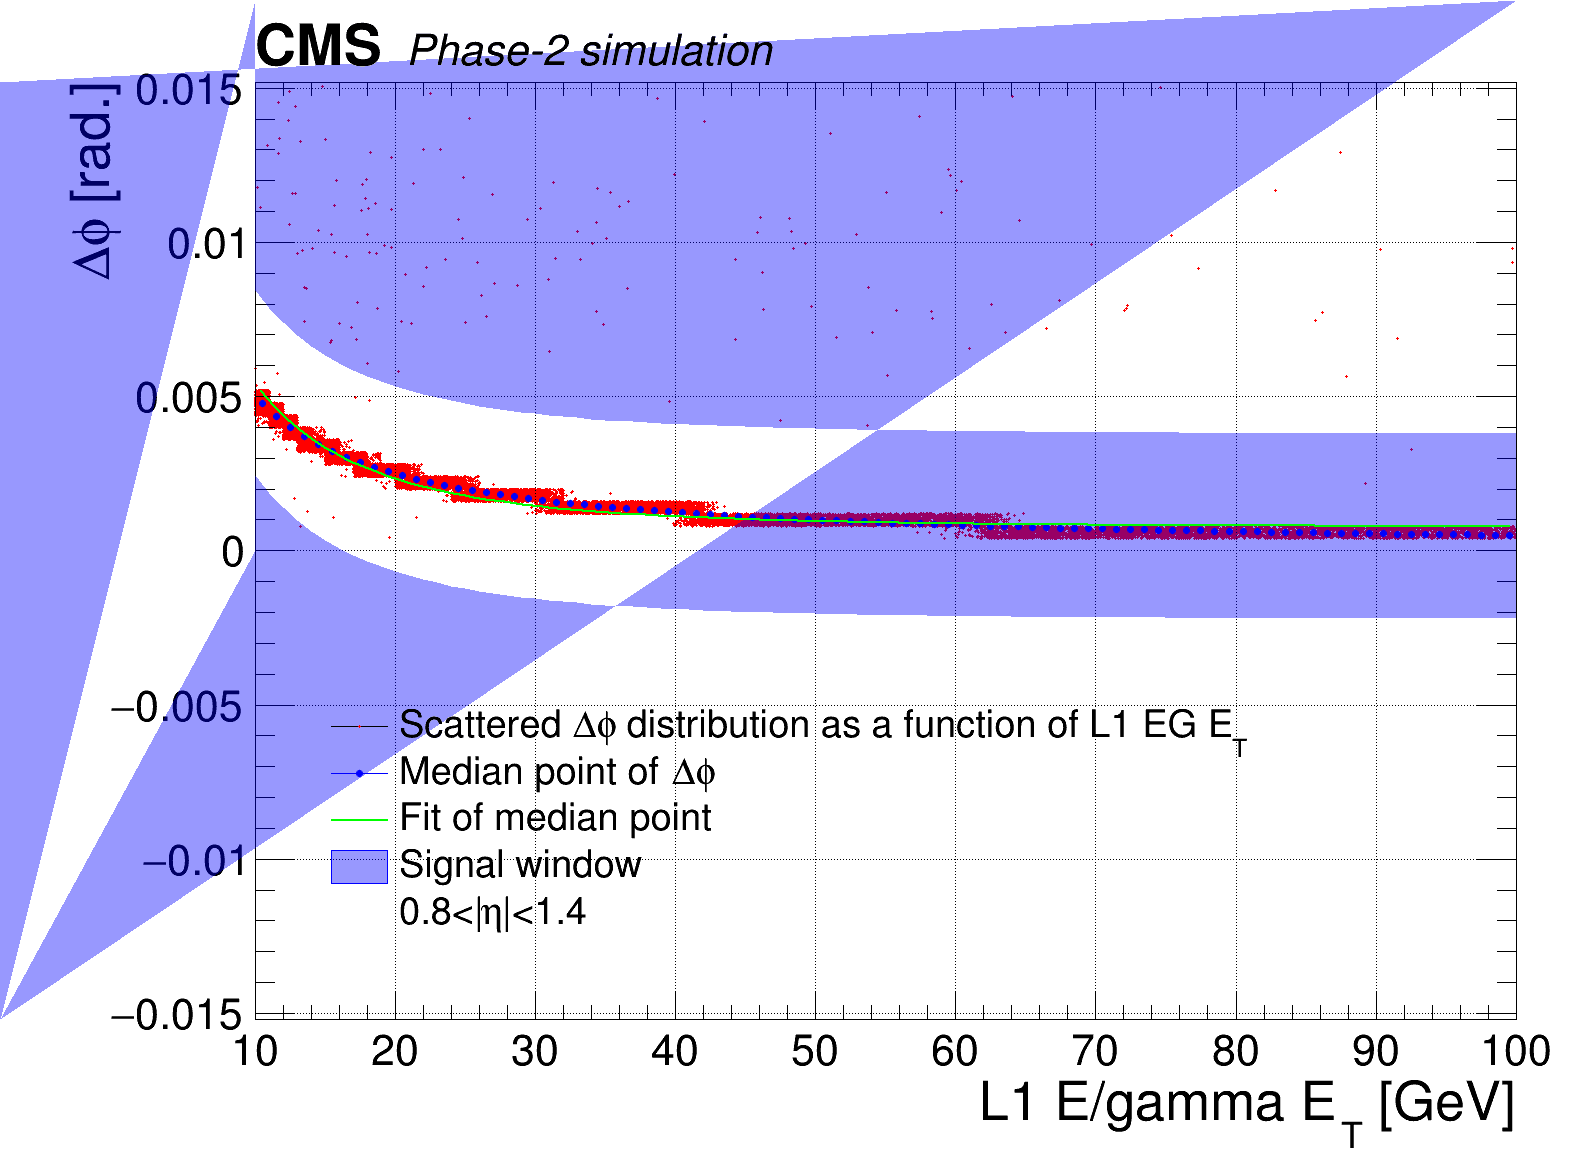 CMS Phase-2 simulation
Δφ [rad.]
0.015
0.01
0.005
0
−0.005
−0.01
−0.015
Scattered Δφ distribution as a function of L1 EG E_T
Median point of Δφ
Fit of median point
Signal window
0.8<|η|<1.4
10 20 30 40 50 60 70 80 90 100
L1 E/gamma E_T [GeV]